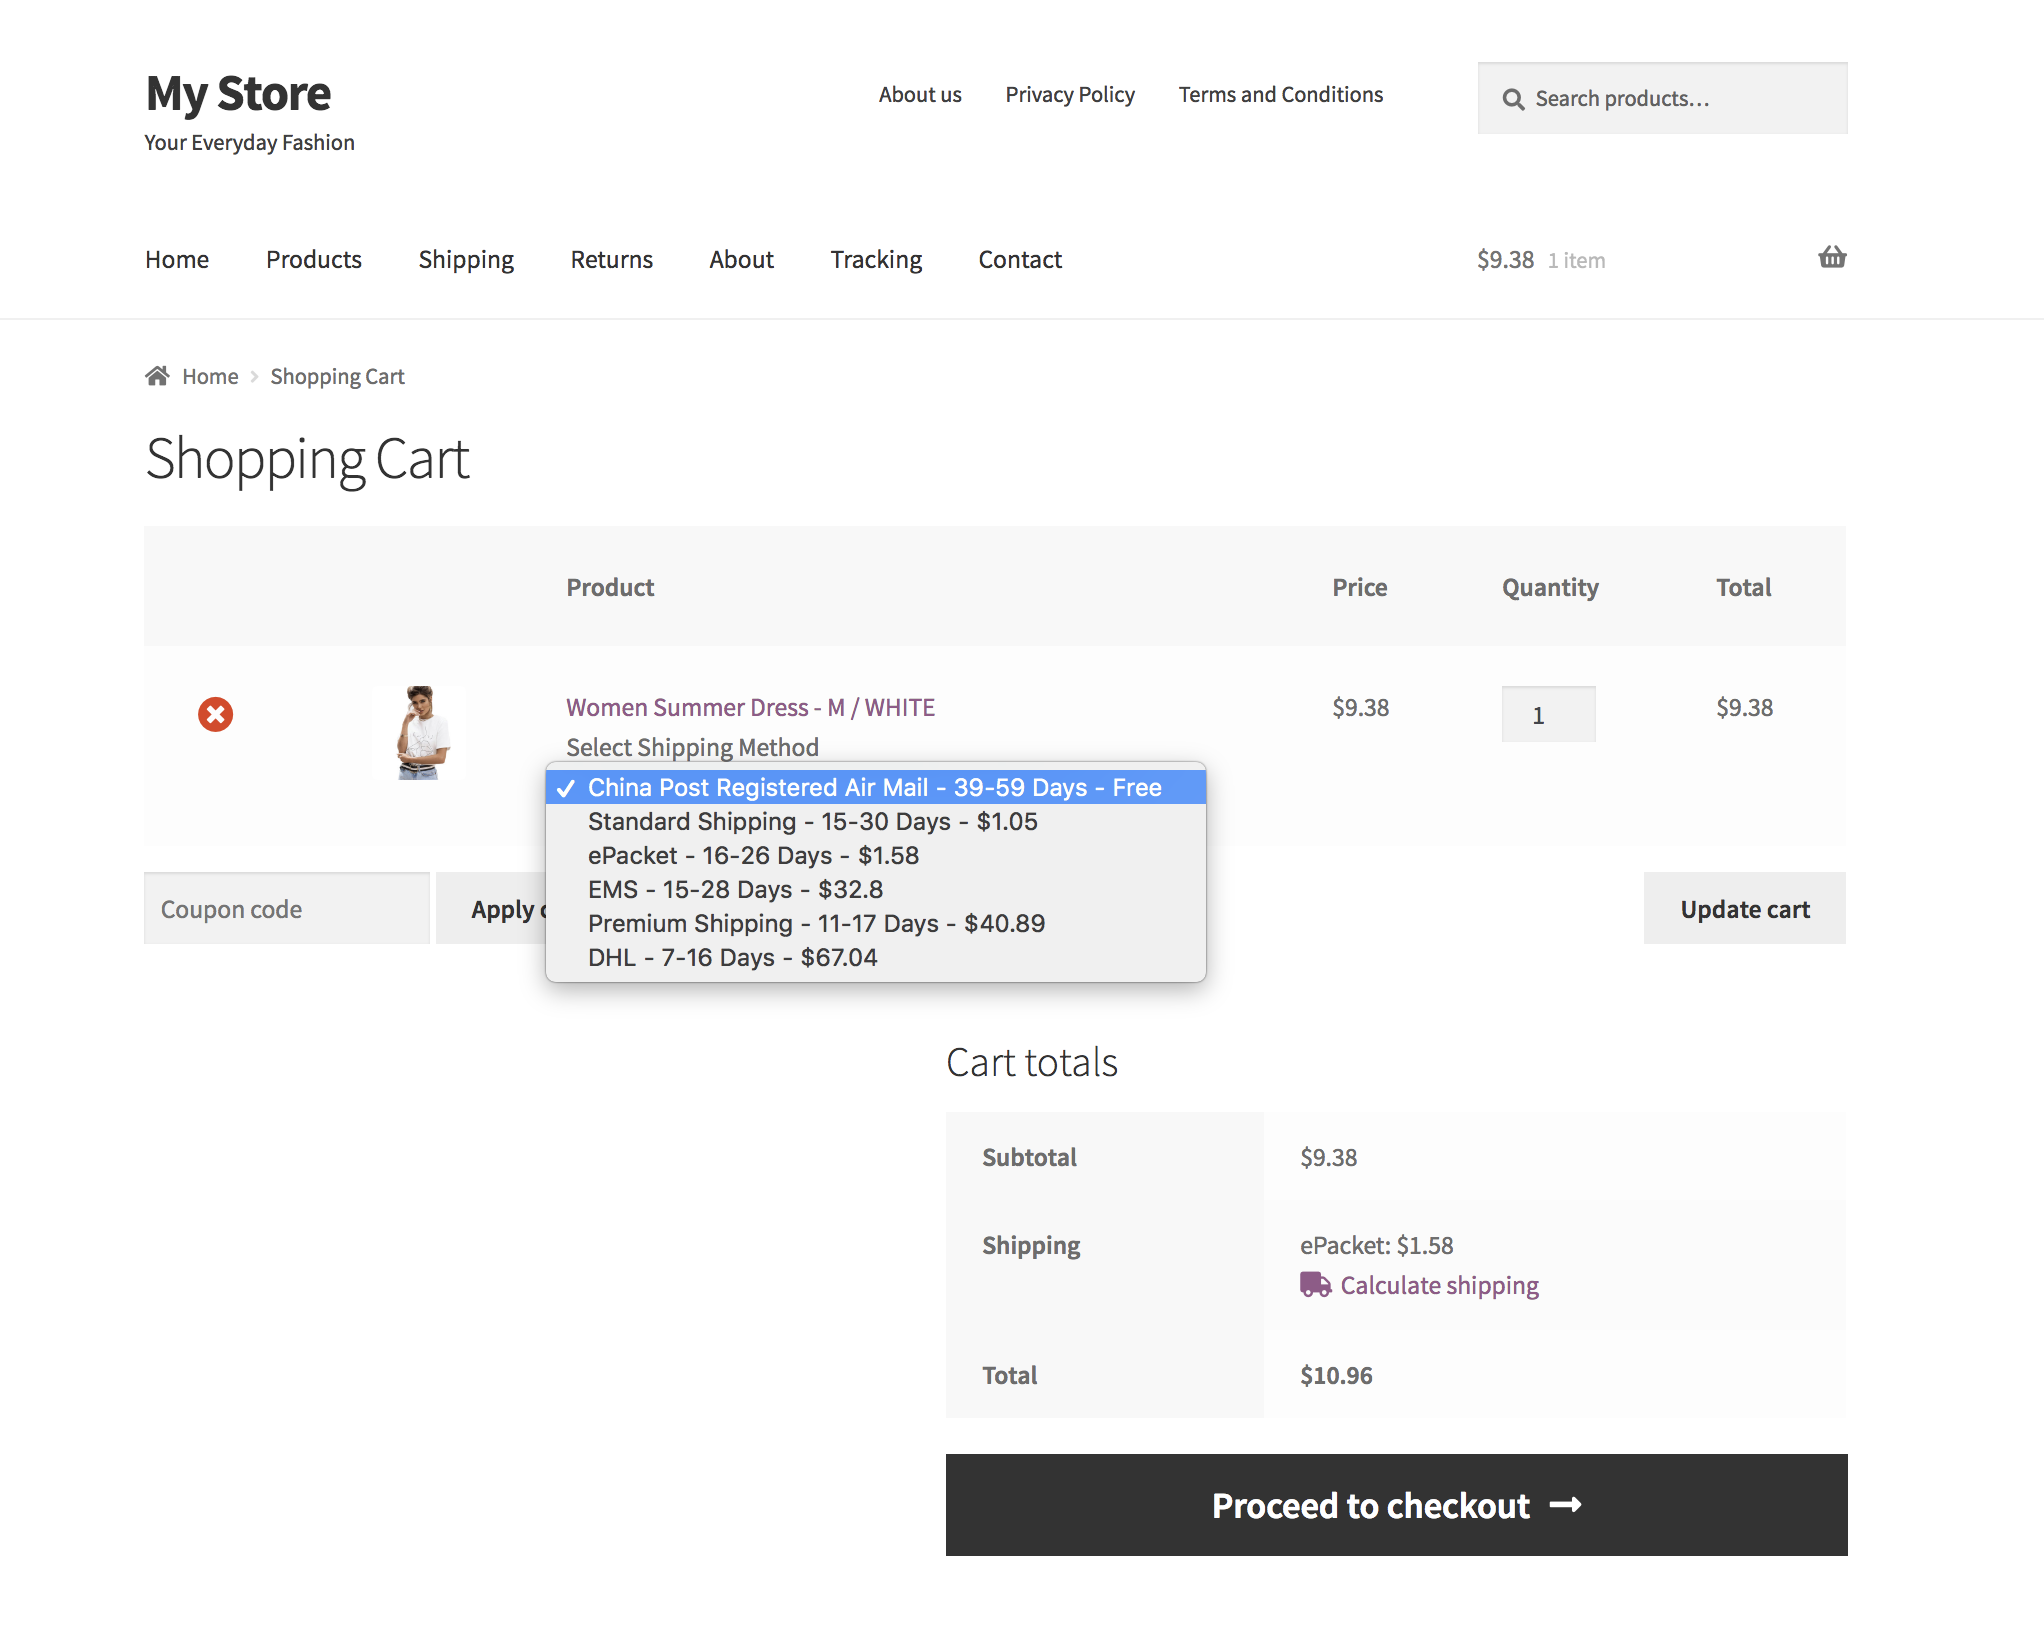 My Store
Your Everyday Fashion
About us Privacy Policy Terms and Conditions
Search products…
Home Products Shipping Returns About Tracking Contact
$9.38 1 item
Home Shopping Cart
Shopping Cart
Product Price Quantity Total
Women Summer Dress - M / WHITE $9.38 1 $9.38
Select Shipping Method
China Post Registered Air Mail - 39-59 Days - Free
Standard Shipping - 15-30 Days - $1.05
ePacket - 16-26 Days - $1.58
EMS - 15-28 Days - $32.8
Premium Shipping - 11-17 Days - $40.89
DHL - 7-16 Days - $67.04
Coupon code Apply Update cart
Cart totals
Subtotal $9.38
Shipping ePacket: $1.58
Calculate shipping
Total $10.96
Proceed to checkout